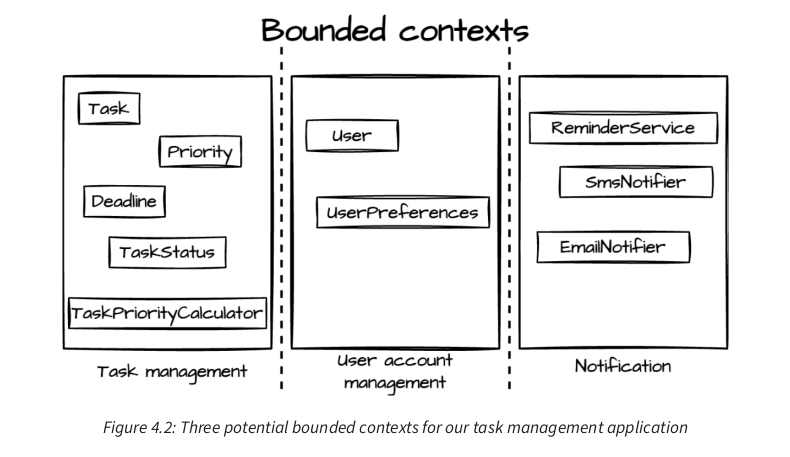 Bounded contexts
Task
Priority
Deadline
TaskStatus
TaskPriorityCalculator
Task management
User
UserPreferences
User account
management
ReminderService
SmsNotifier
EmailNotifier
Notification
Figure 4.2: Three potential bounded contexts for our task management application